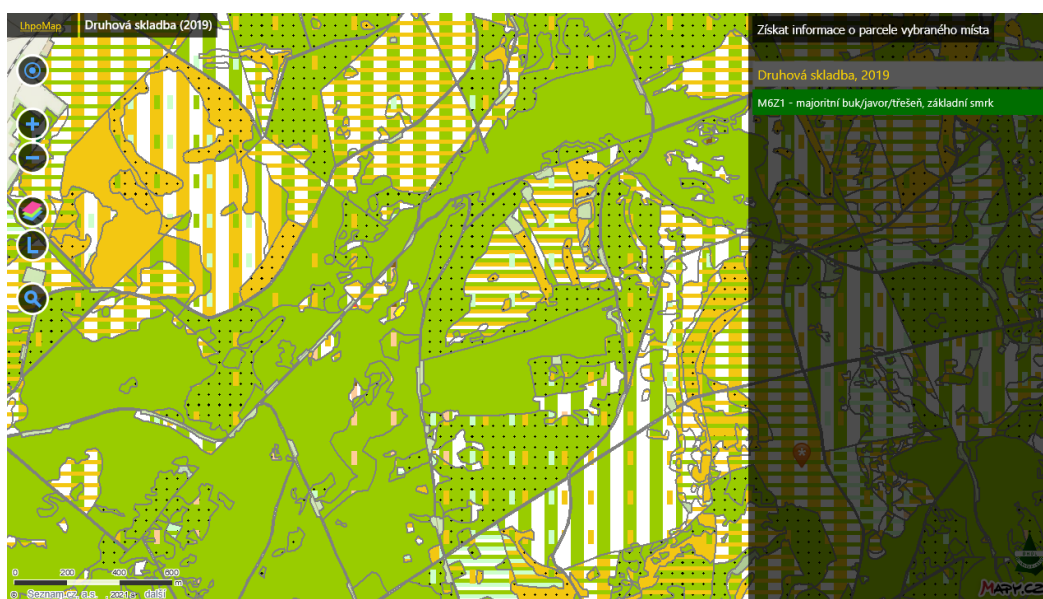 LhpoMap
Druhová skladba (2019)
Získat informace o parcele vybraného místa
Druhová skladba, 2019
M6Z1 - majoritní buk/javor/třešeň, základní smrk
0 200 400 600
m
© Seznam.cz, a.s., 2021 a další
MAPY.CZ